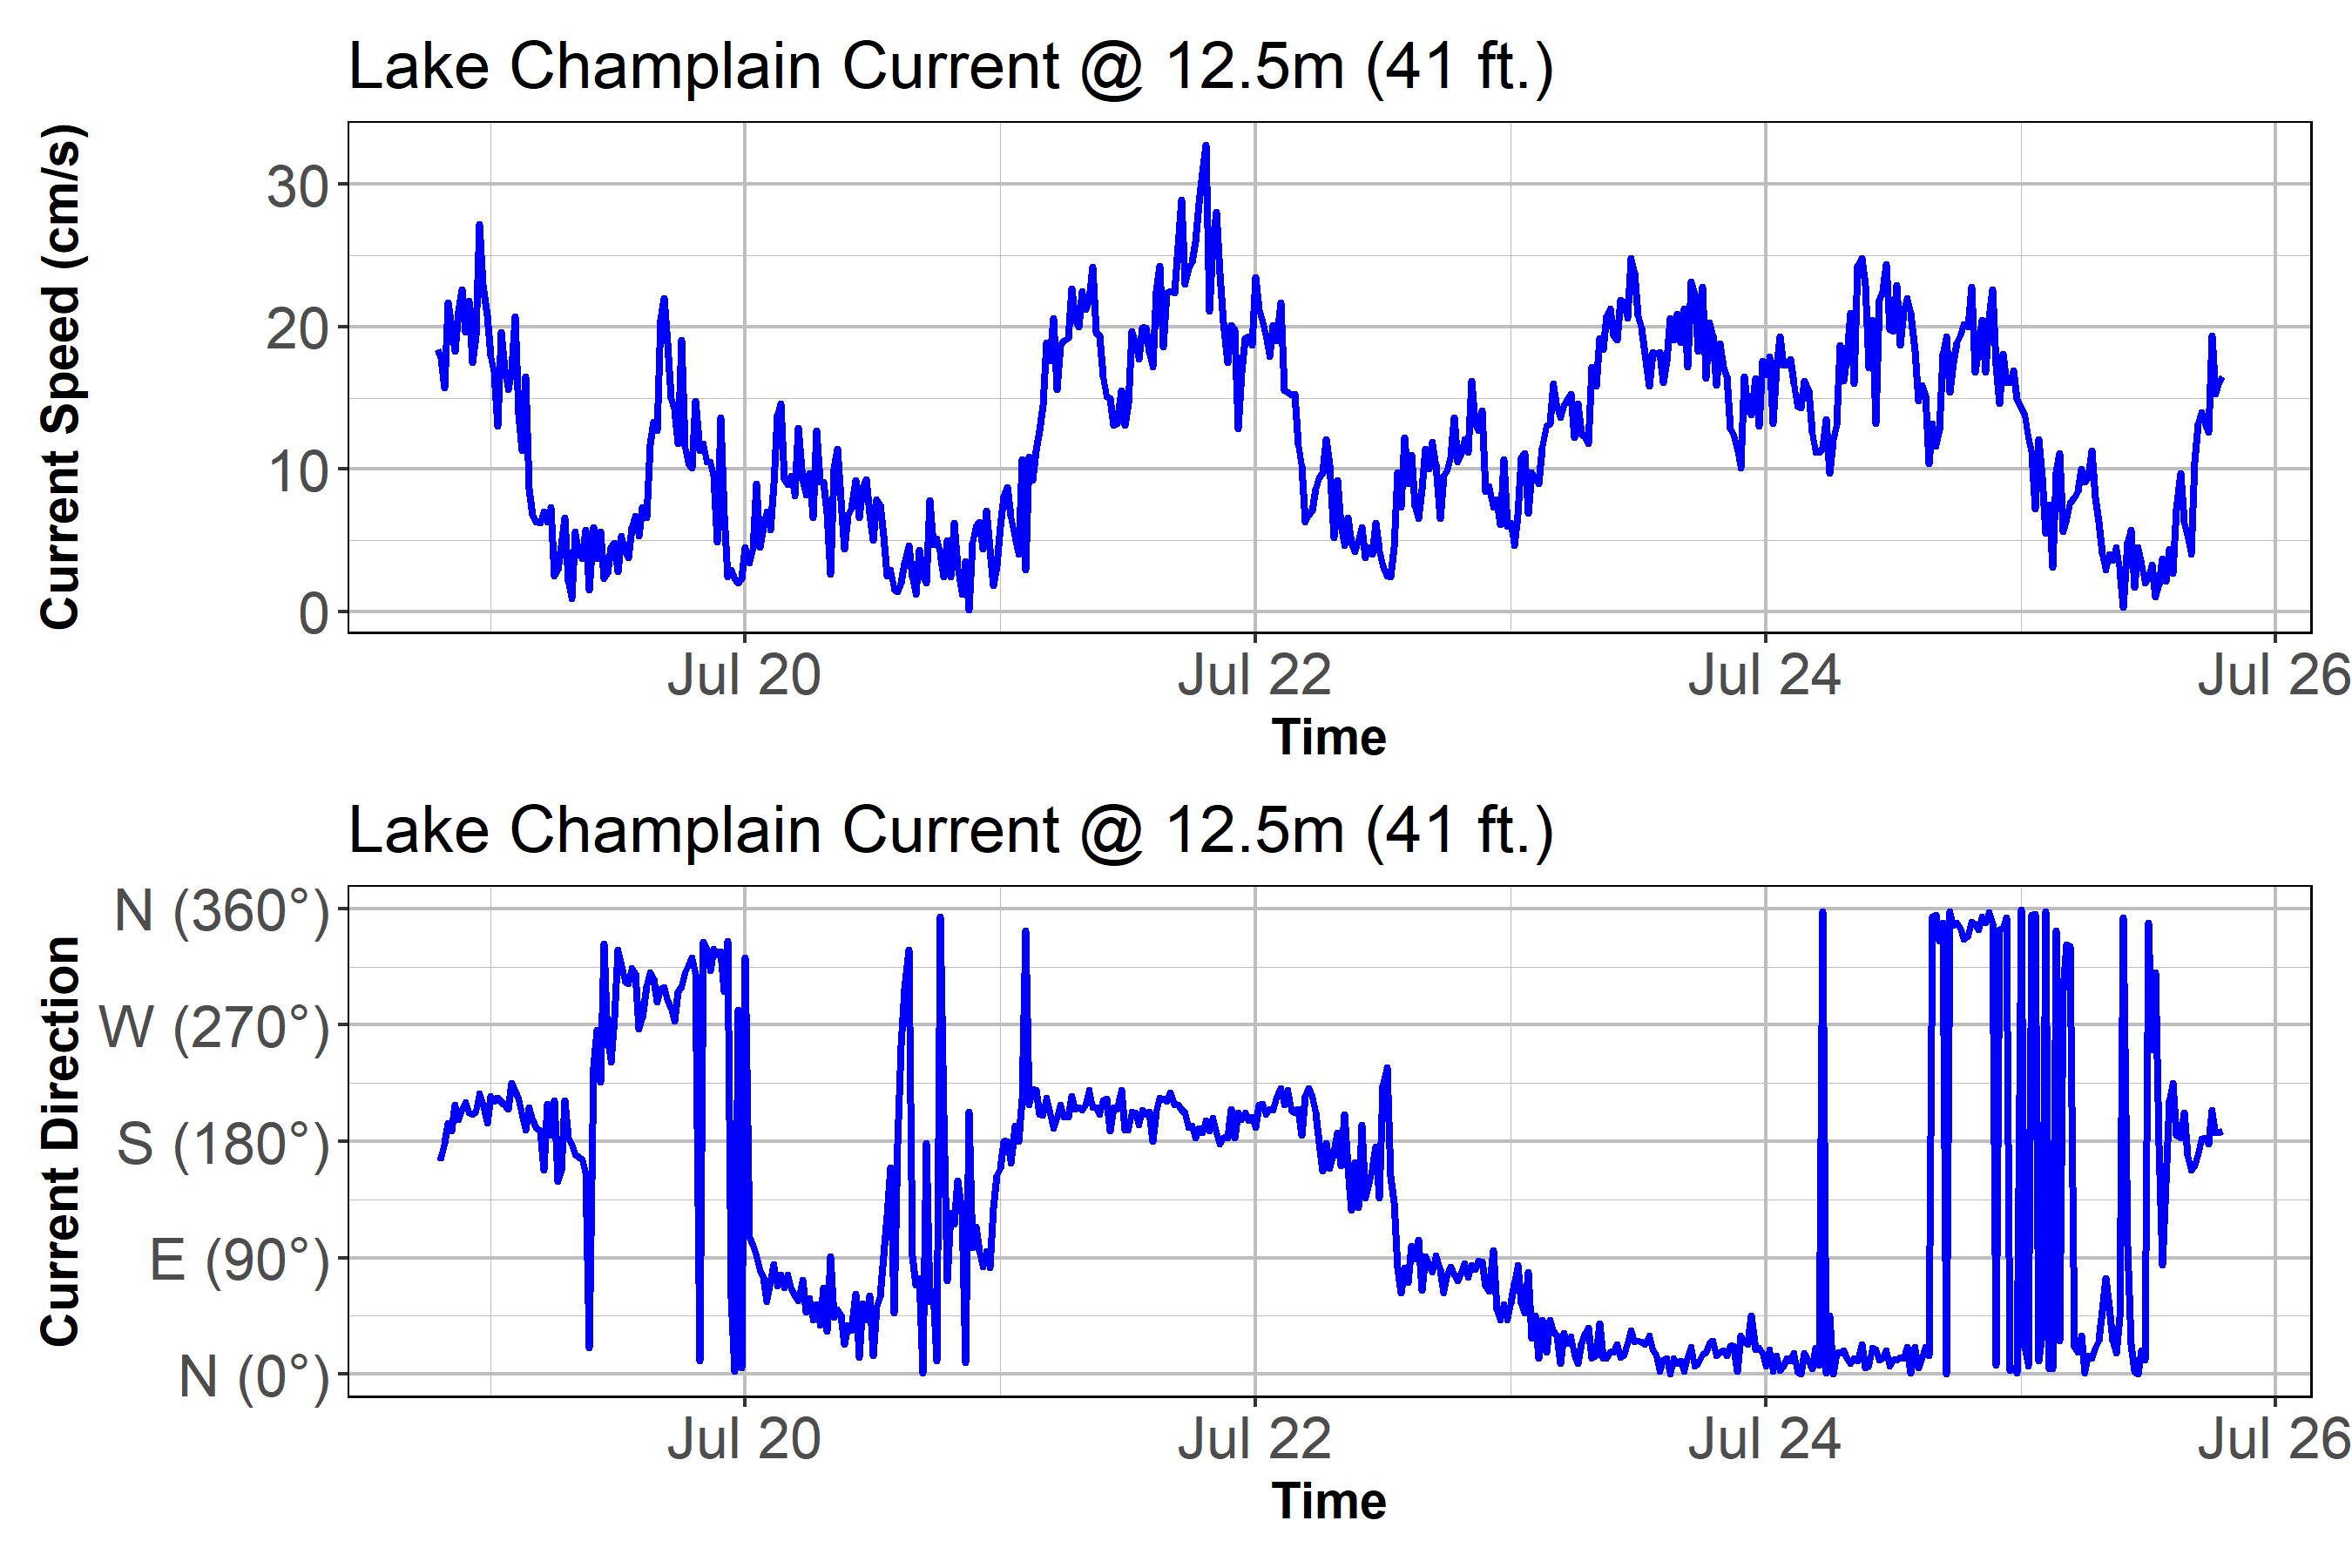 Lake Champlain Current @ 12.5m (41 ft.)
Current Speed (cm/s)
30
20
10
0
Jul 20 Jul 22 Jul 24 Jul 26
Time
Lake Champlain Current @ 12.5m (41 ft.)
Current Direction
N (360°)
W (270°)
S (180°)
E (90°)
N (0°)
Jul 20 Jul 22 Jul 24 Jul 26
Time